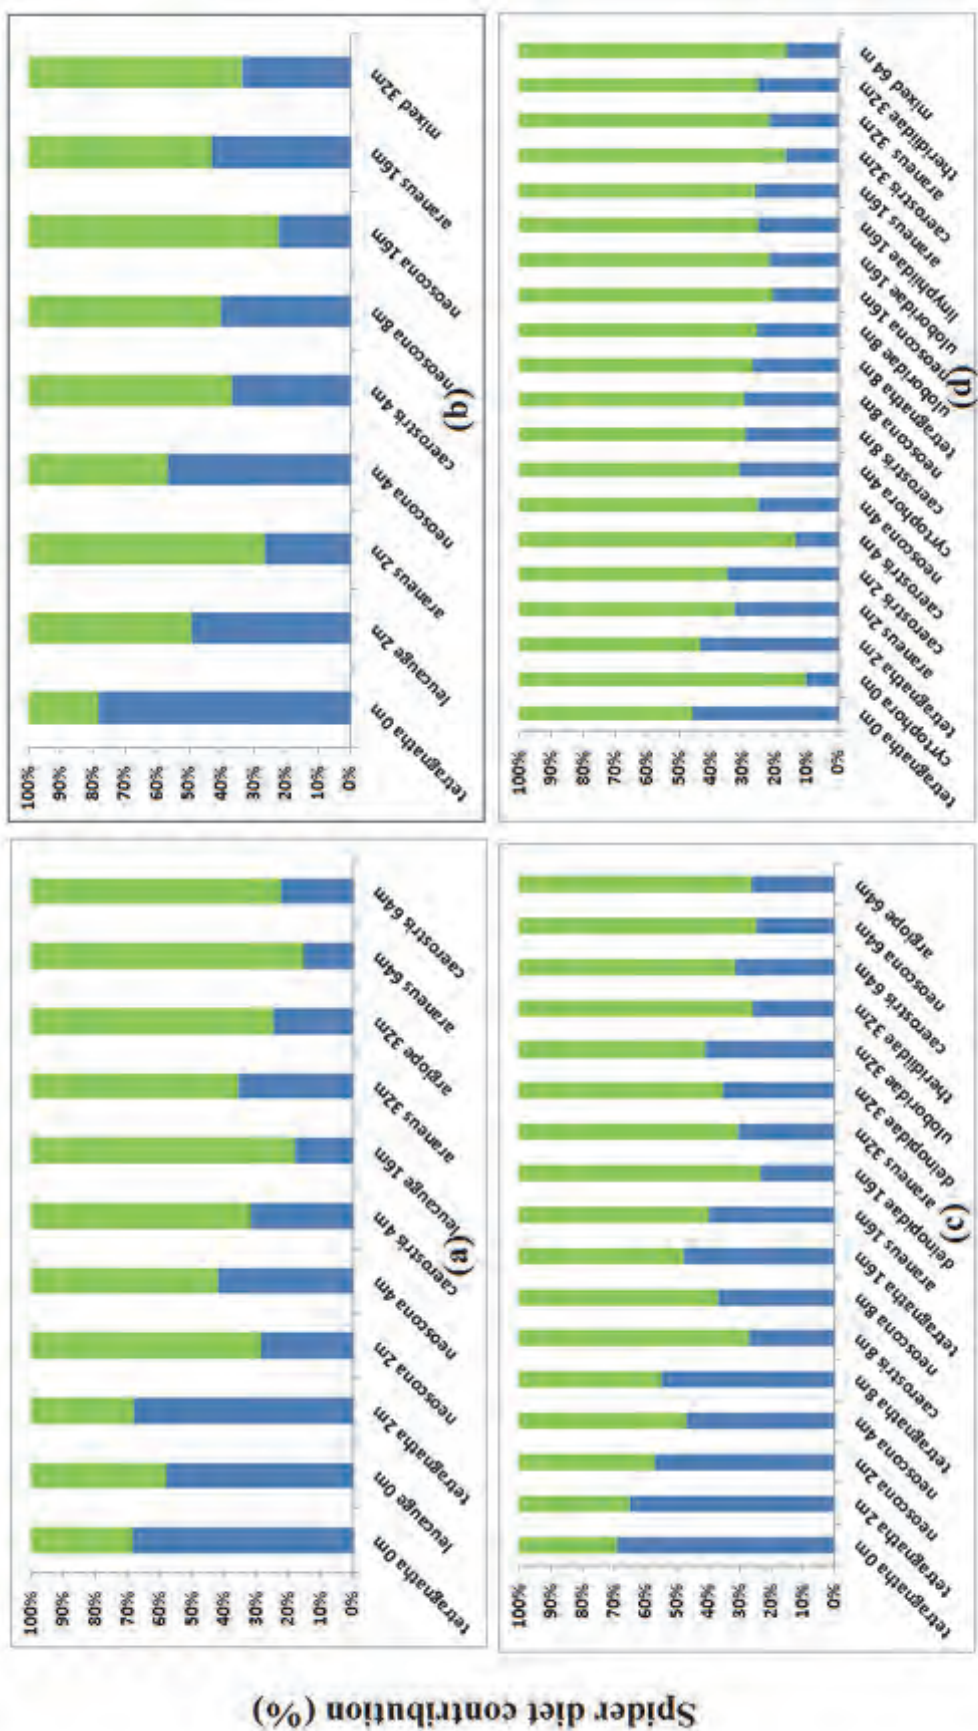 Spider diet contribution (%)
100%
90%
80%
70%
60%
50%
40%
30%
20%
10%
0%
tetragnatha 0m
leucauge 0m
tetragnatha 2m
neoscona 2m
neoscona 4m
caerostris 4m
leucauge 16m
araneus 32m
argiope 32m
araneus 64m
caerostris 64m
(a)
100%
90%
80%
70%
60%
50%
40%
30%
20%
10%
0%
tetragnatha 0m
leucauge 2m
araneus 2m
neoscona 4m
caerostris 4m
neoscona 8m
neoscona 16m
araneus 16m
mixed 32m
(b)
100%
90%
80%
70%
60%
50%
40%
30%
20%
10%
0%
tetragnatha 0m
tetragnatha 2m
neoscona 2m
neoscona 4m
tetragnatha 8m
caerostris 8m
neoscona 8m
tetragnatha 16m
araneus 16m
deinopidae 16m
araneus 32m
deinopidae 32m
uloboridae 32m
theridiidae 32m
caerostris 64m
neoscona 64m
argiope 64m
(c)
100%
90%
80%
70%
60%
50%
40%
30%
20%
10%
0%
tetragnatha 0m
cyrtophora 0m
tetragnatha 2m
araneus 2m
caerostris 2m
caerostris 4m
neoscona 4m
cyrtophora 4m
caerostris 8m
neoscona 8m
tetragnatha 8m
uloboridae 8m
neoscona 16m
uloboridae 16m
linyphiidae 16m
araneus 16m
caerostris 32m
araneus 32m
theridiidae 32m
mixed 64 m
(d)